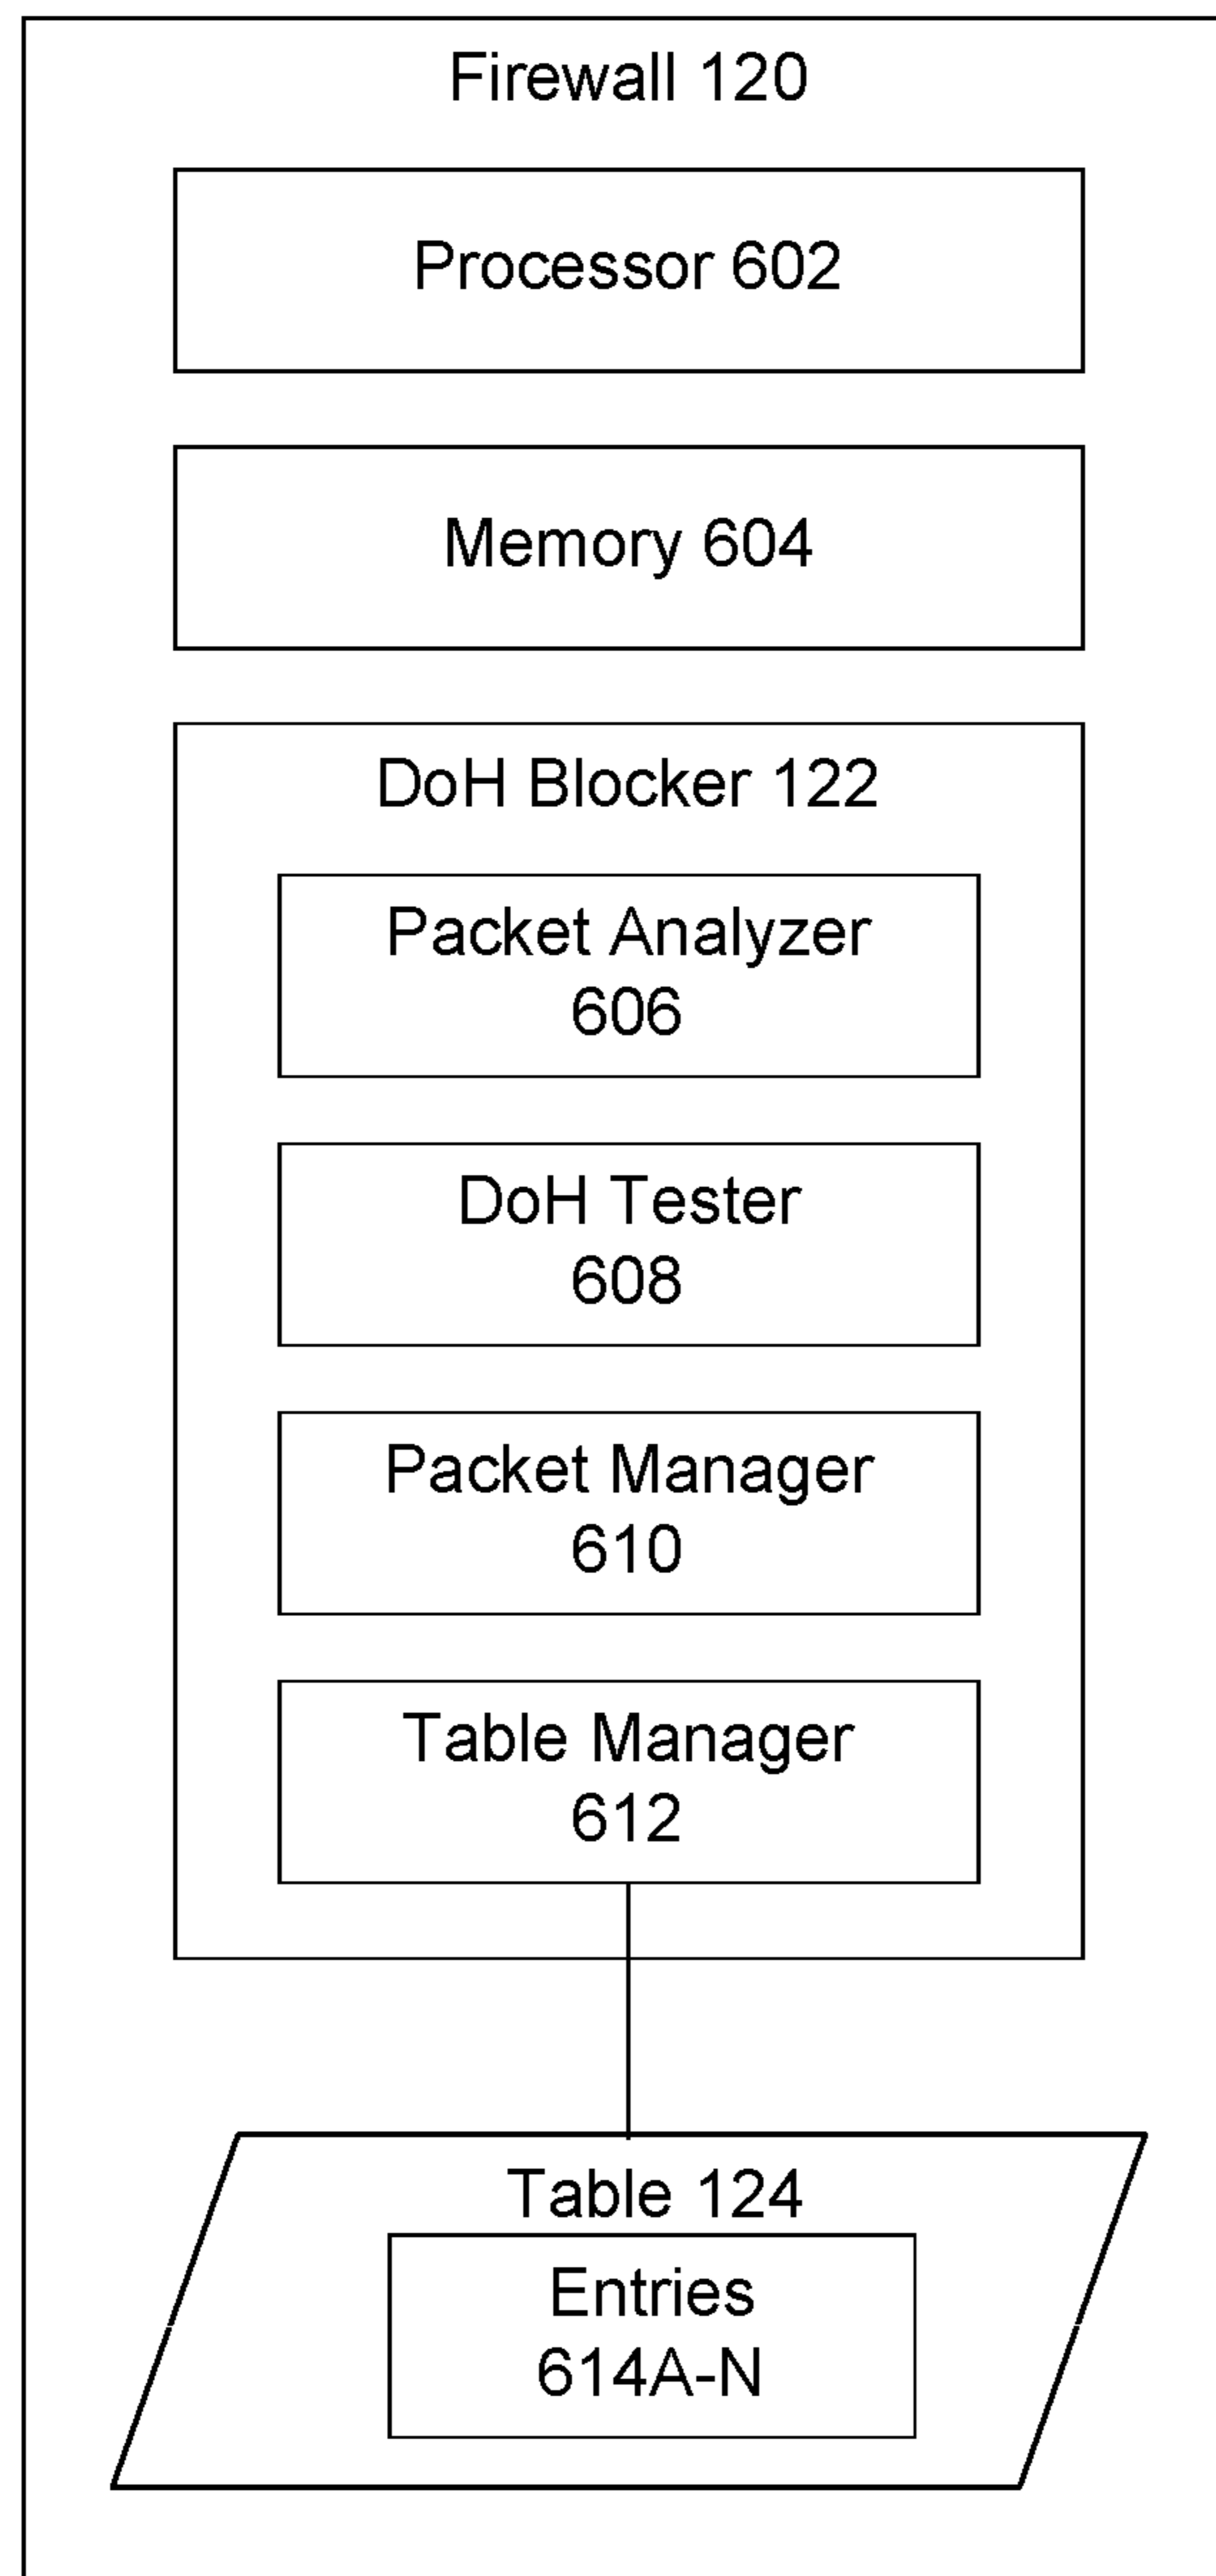 Firewall 120
Processor 602
Memory 604
DoH Blocker 122
Packet Analyzer
606
DoH Tester
608
Packet Manager
610
Table Manager
612
Table 124
Entries
614A-N